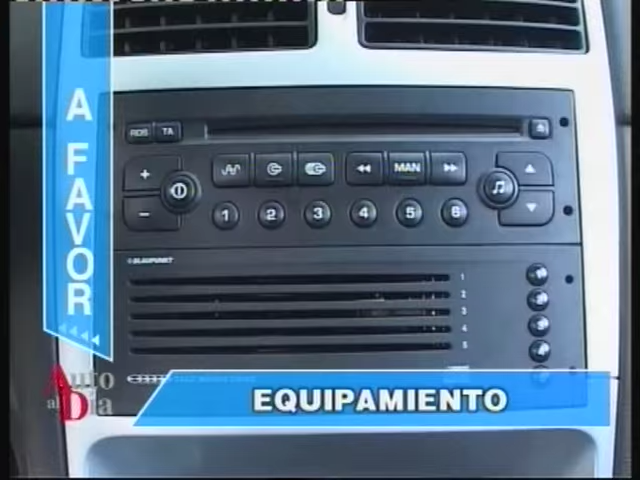 A FAVOR
RDS TA
MAN
+
-
1 2 3 4 5 6
BLAUPUNKT
1
2
3
4
5
Auto
al Día
EQUIPAMIENTO